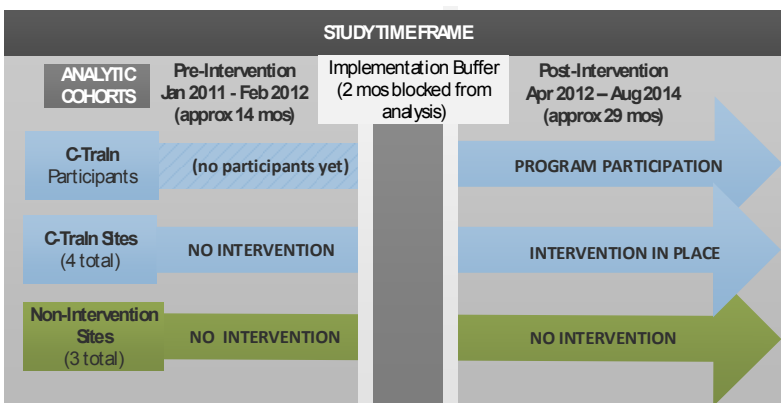 STUDY TIME FRAME
ANALYTIC
COHORTS
Pre-Intervention
Jan 2011 - Feb 2012
(approx 14 mos)
Implementation Buffer
(2 mos blocked from
analysis)
Post-Intervention
Apr 2012 – Aug 2014
(approx 29 mos)
C-TraIn
Participants
(no participants yet)
PROGRAM PARTICIPATION
C-Train Sites
(4 total)
NO INTERVENTION
INTERVENTION IN PLACE
Non-Intervention
Sites
(3 total)
NO INTERVENTION
NO INTERVENTION